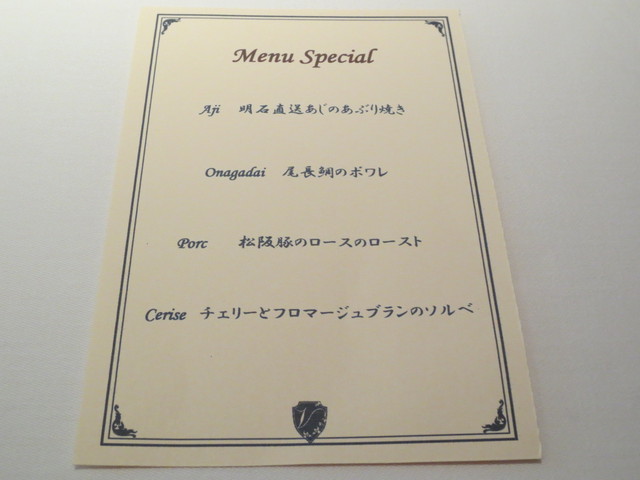 Menu Special
Aji 明石直送あじのあぶり焼き
Onagadai 尾長鯛のポワレ
Porc 松阪豚のロースのロースト
Cerise チェリーとフロマージュブランのソルベ
V